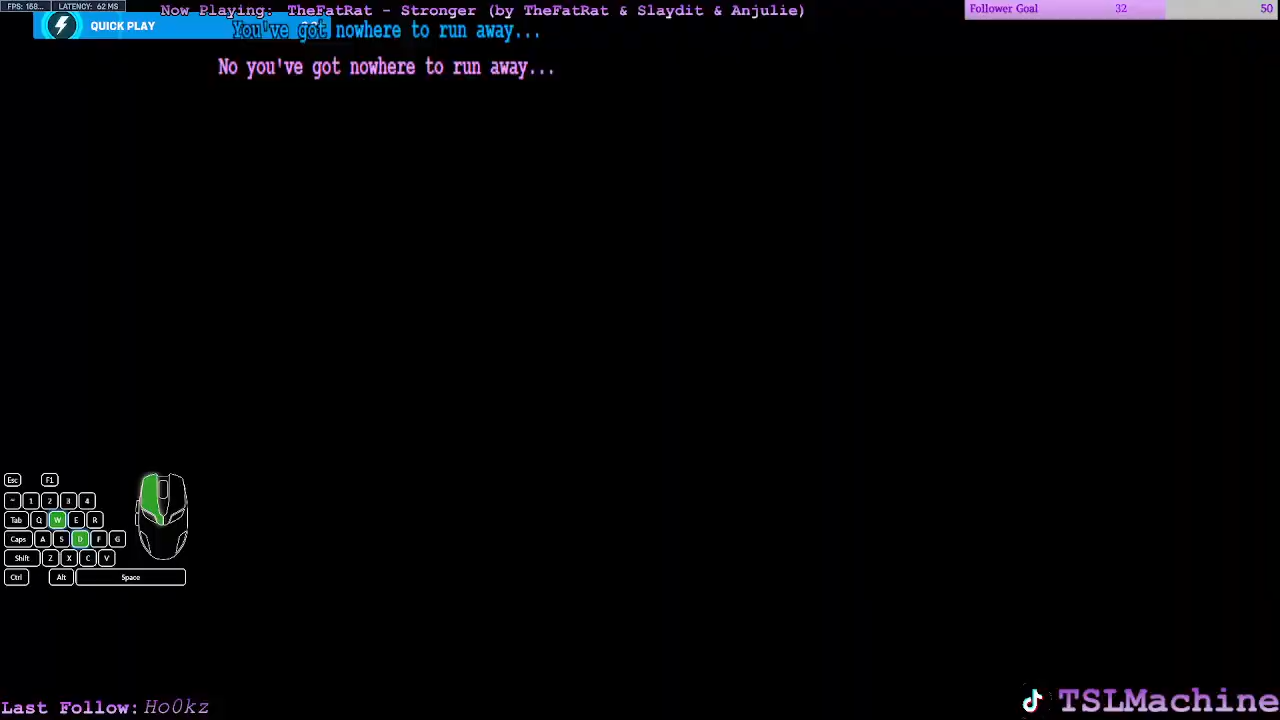 FPS: 158... LATENCY: 62 MS
Now Playing: TheFatRat - Stronger (by TheFatRat & Slaydit & Anjulie)
Follower Goal 32 50
QUICK PLAY
You've got nowhere to run away...
No you've got nowhere to run away...
Esc F1
~ 1 2 3 4
Tab Q W E R
Caps A S D F G
Shift Z X C V
Ctrl Alt Space
Last Follow: Ho0kz
TSLMachine